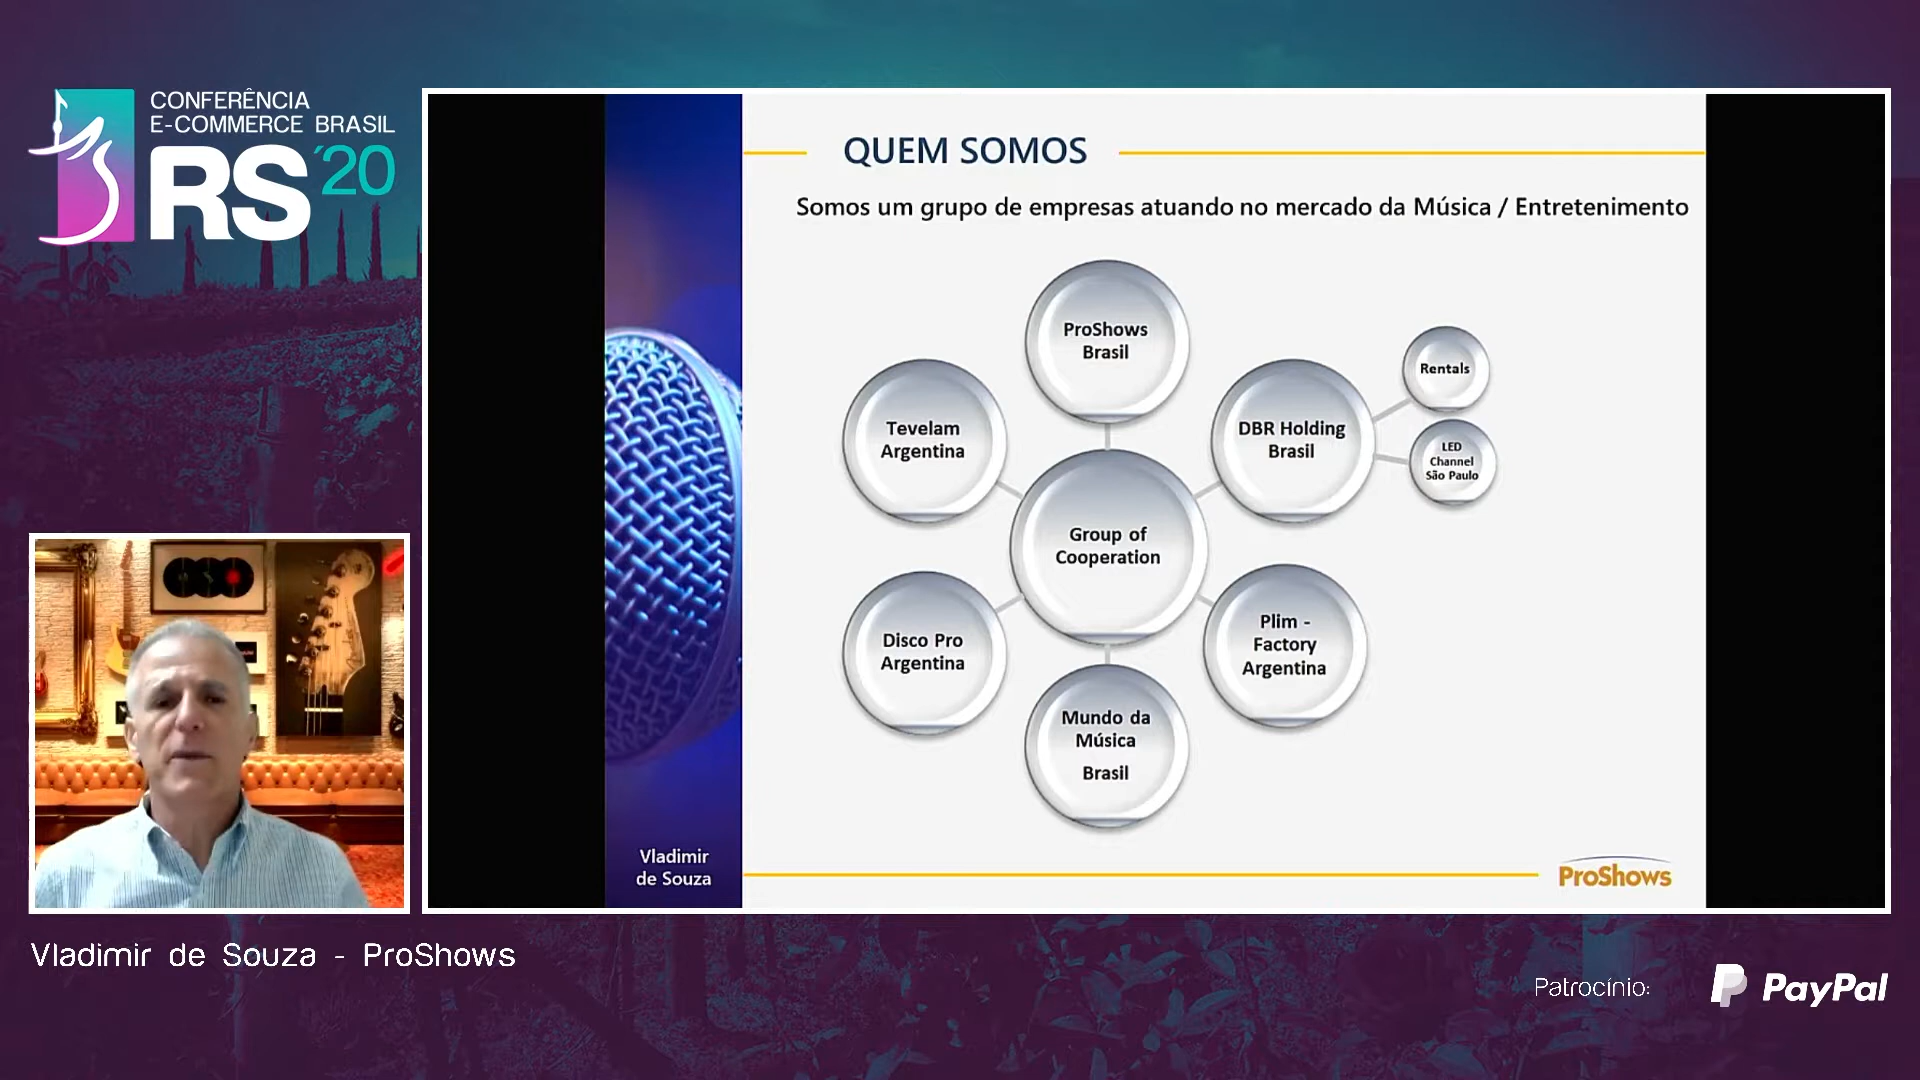 CONFERÊNCIA
E-COMMERCE BRASIL
RS'20
QUEM SOMOS
Somos um grupo de empresas atuando no mercado da Música / Entretenimento
ProShows
Brasil
Tevelam
Argentina
DBR Holding
Brasil
Rentals
LED
Channel
São Paulo
Group of
Cooperation
Disco Pro
Argentina
Plim -
Factory
Argentina
Mundo da
Música
Brasil
Vladimir
de Souza
ProShows
Vladimir de Souza - ProShows
Patrocínio:
PayPal